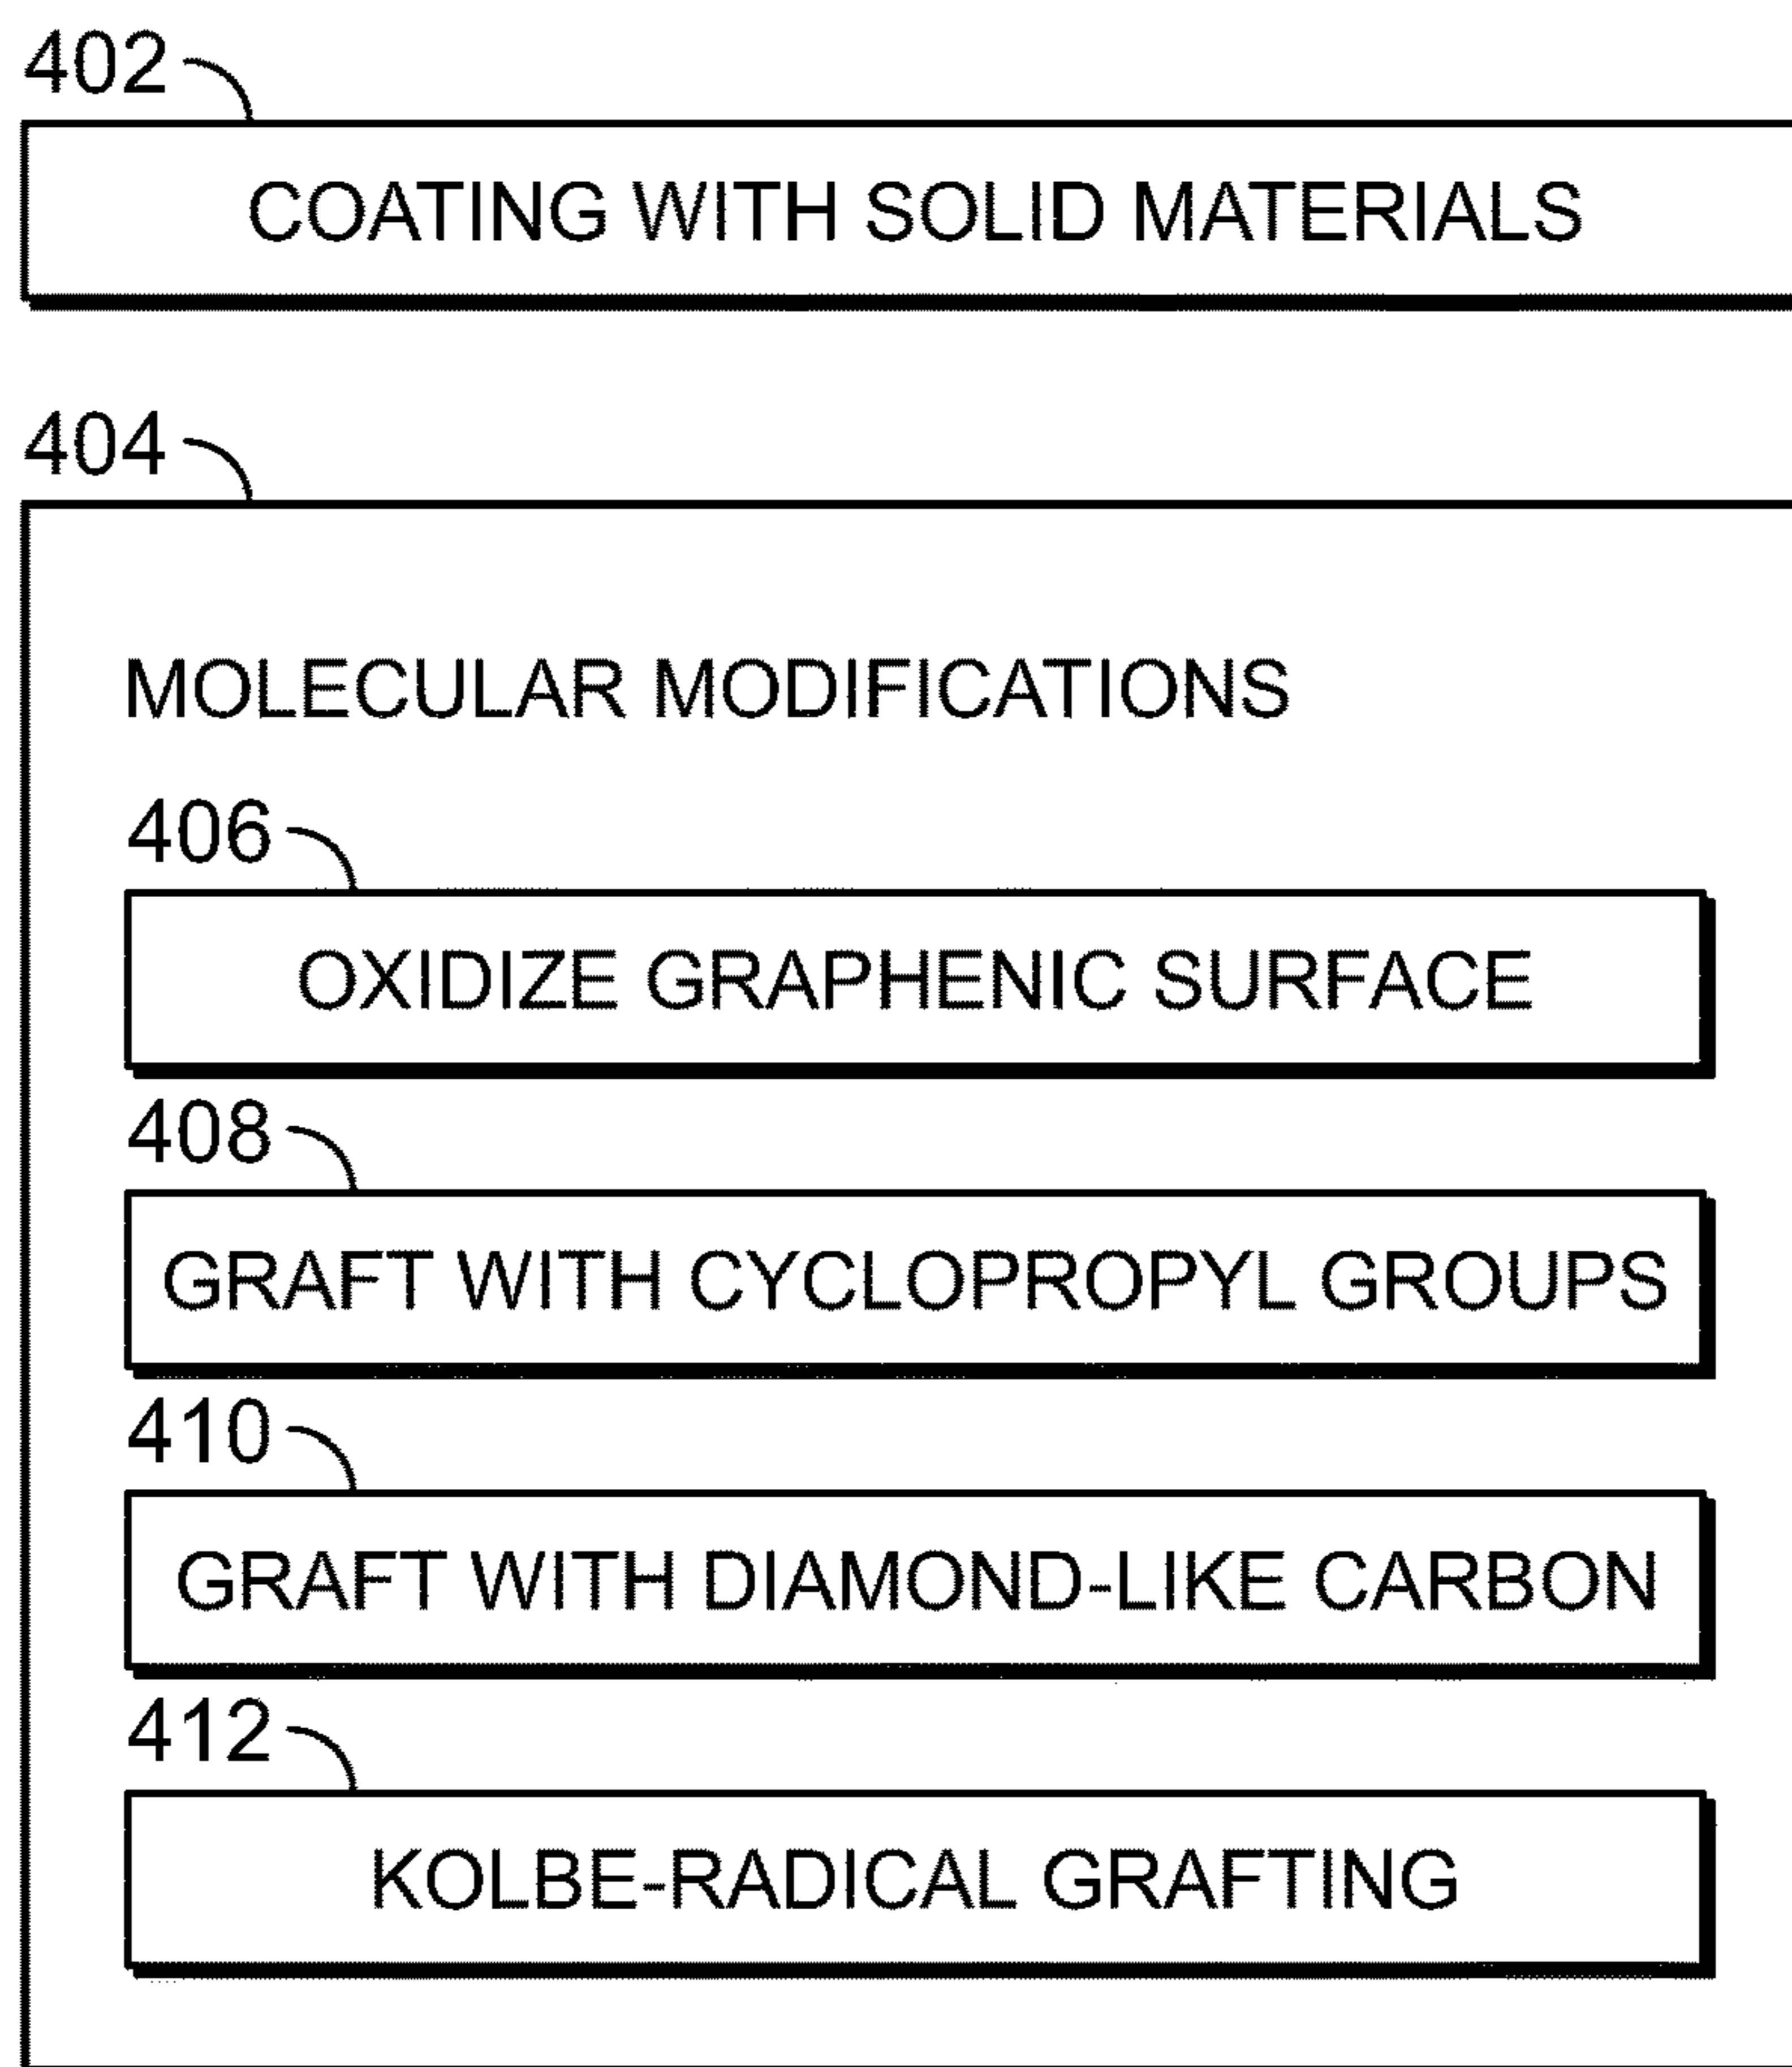 402
COATING WITH SOLID MATERIALS
404
MOLECULAR MODIFICATIONS
406
OXIDIZE GRAPHENIC SURFACE
408
GRAFT WITH CYCLOPROPYL GROUPS
410
GRAFT WITH DIAMOND-LIKE CARBON
412
KOLBE-RADICAL GRAFTING